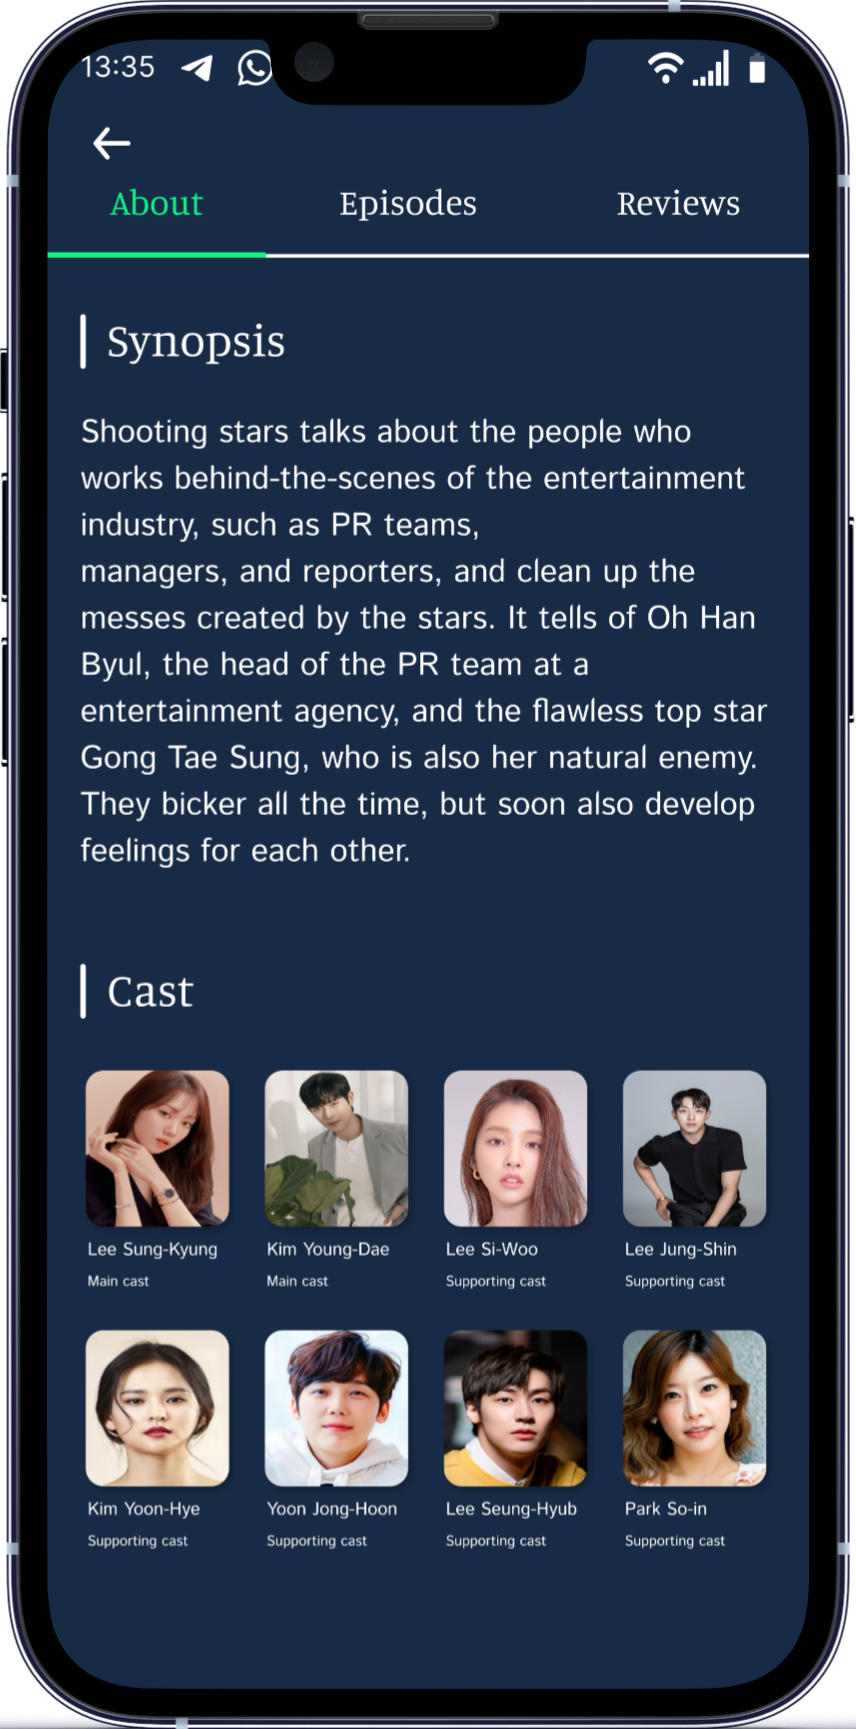 13:35
About Episodes Reviews
Synopsis
Shooting stars talks about the people who
works behind-the-scenes of the entertainment
industry, such as PR teams,
managers, and reporters, and clean up the
messes created by the stars. It tells of Oh Han
Byul, the head of the PR team at a
entertainment agency, and the flawless top star
Gong Tae Sung, who is also her natural enemy.
They bicker all the time, but soon also develop
feelings for each other.
Cast
Lee Sung-Kyung Kim Young-Dae Lee Si-Woo Lee Jung-Shin
Main cast Main cast Supporting cast Supporting cast
Kim Yoon-Hye Yoon Jong-Hoon Lee Seung-Hyub Park So-in
Supporting cast Supporting cast Supporting cast Supporting cast